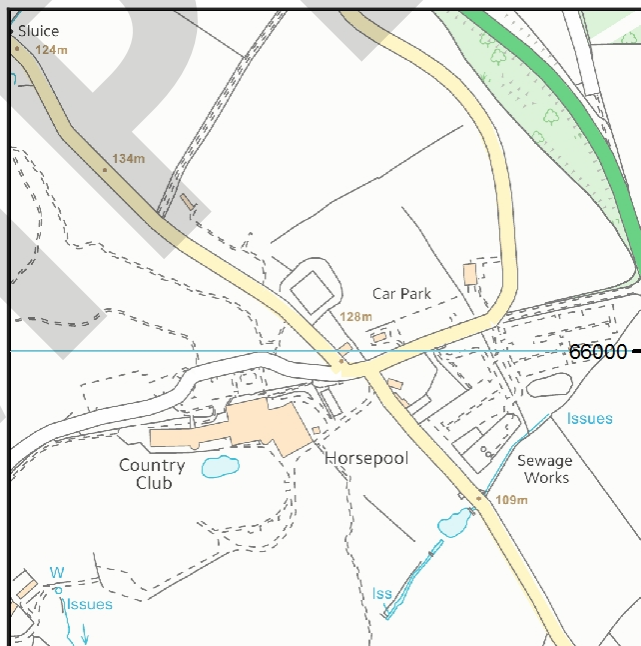 Sluice
124m
134m
Car Park
128m
66000
Issues
Horsepool
Country
Club
Sewage
Works
109m
W
Issues
Iss